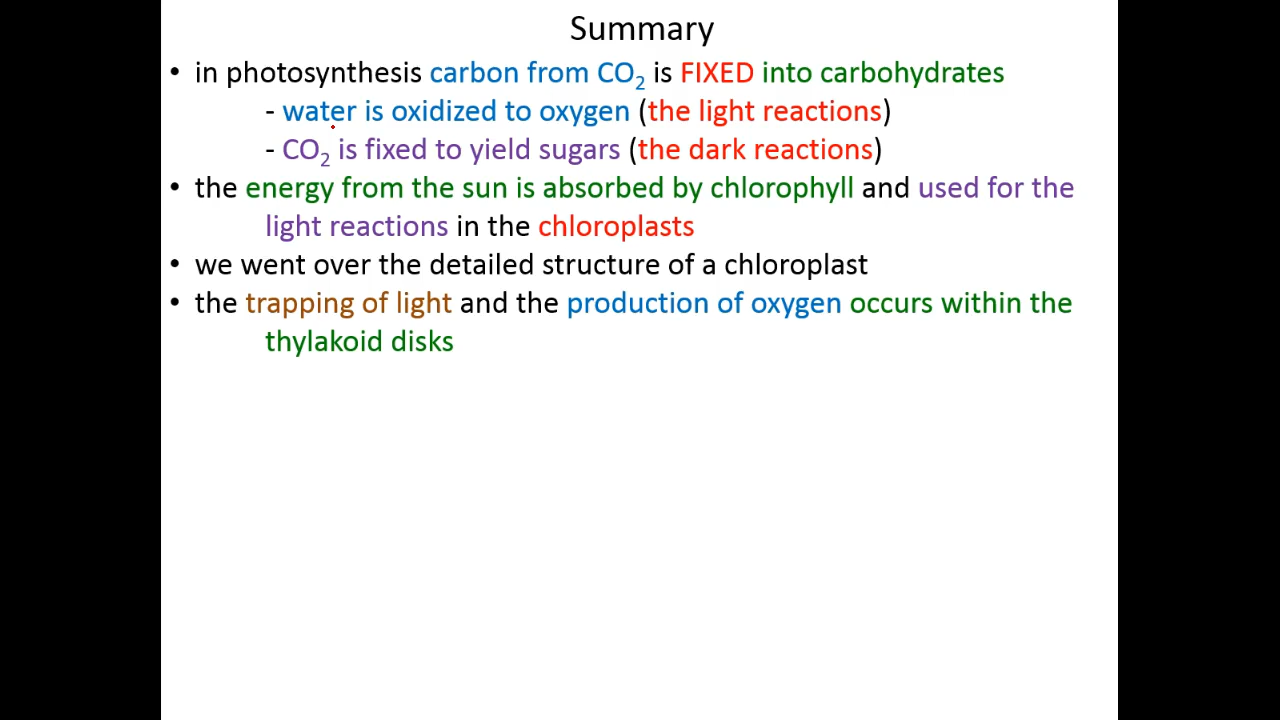 Summary
• in photosynthesis carbon from CO₂ is FIXED into carbohydrates
- water is oxidized to oxygen (the light reactions)
- CO₂ is fixed to yield sugars (the dark reactions)
• the energy from the sun is absorbed by chlorophyll and used for the
light reactions in the chloroplasts
• we went over the detailed structure of a chloroplast
• the trapping of light and the production of oxygen occurs within the
thylakoid disks